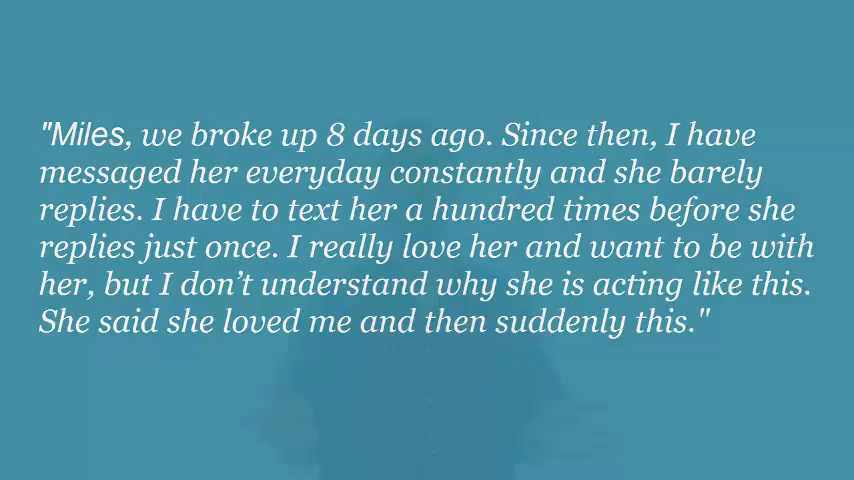 "Miles, we broke up 8 days ago. Since then, I have
messaged her everyday constantly and she barely
replies. I have to text her a hundred times before she
replies just once. I really love her and want to be with
her, but I don’t understand why she is acting like this.
She said she loved me and then suddenly this."